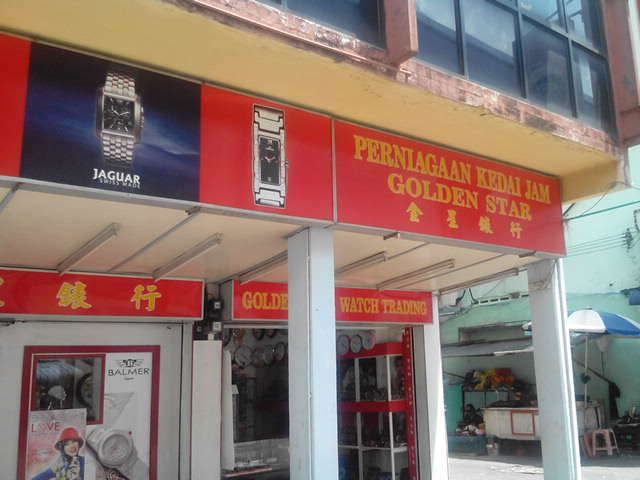 JAGUAR
SWISS MADE
PERNIAGAAN KEDAI JAM
GOLDEN STAR
金星錶行
錶行
GOLDE
WATCH TRADING
BALMER
LOVE